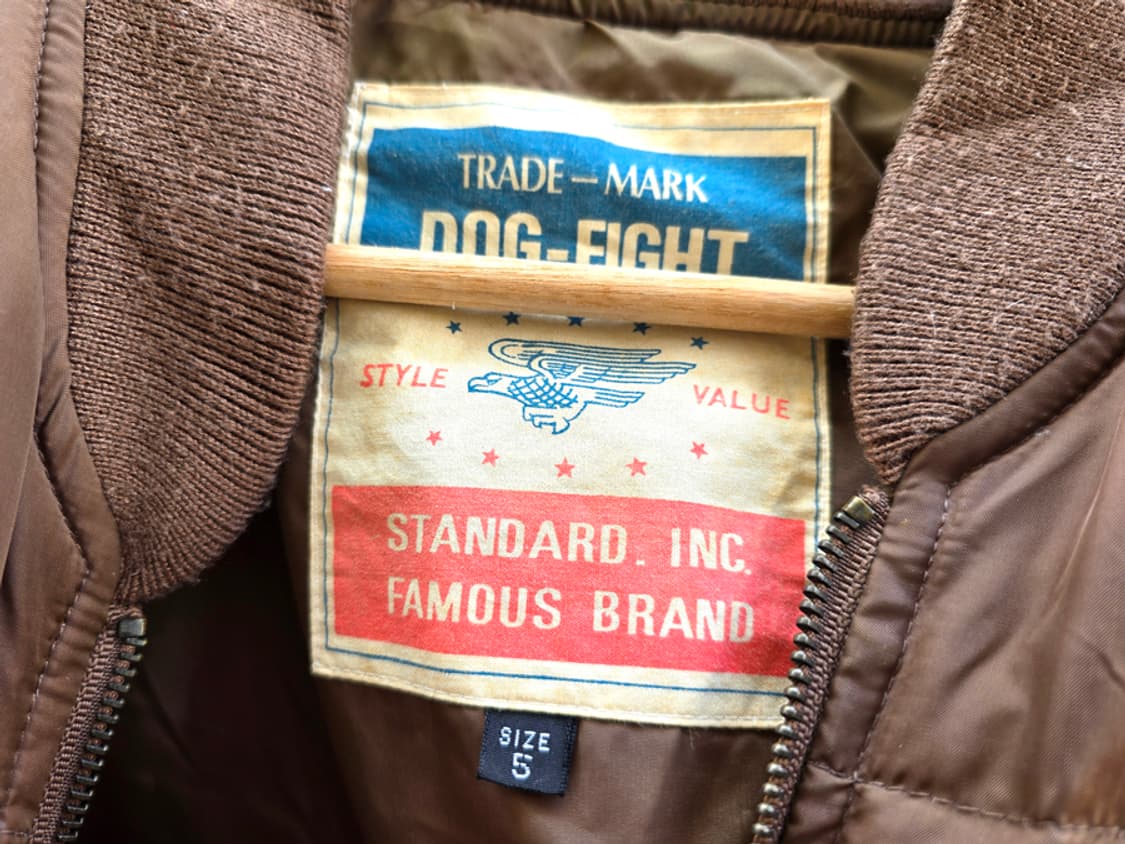 TRADE — MARK
DOG-FIGHT
STYLE
VALUE
STANDARD. INC.
FAMOUS BRAND
SIZE
5